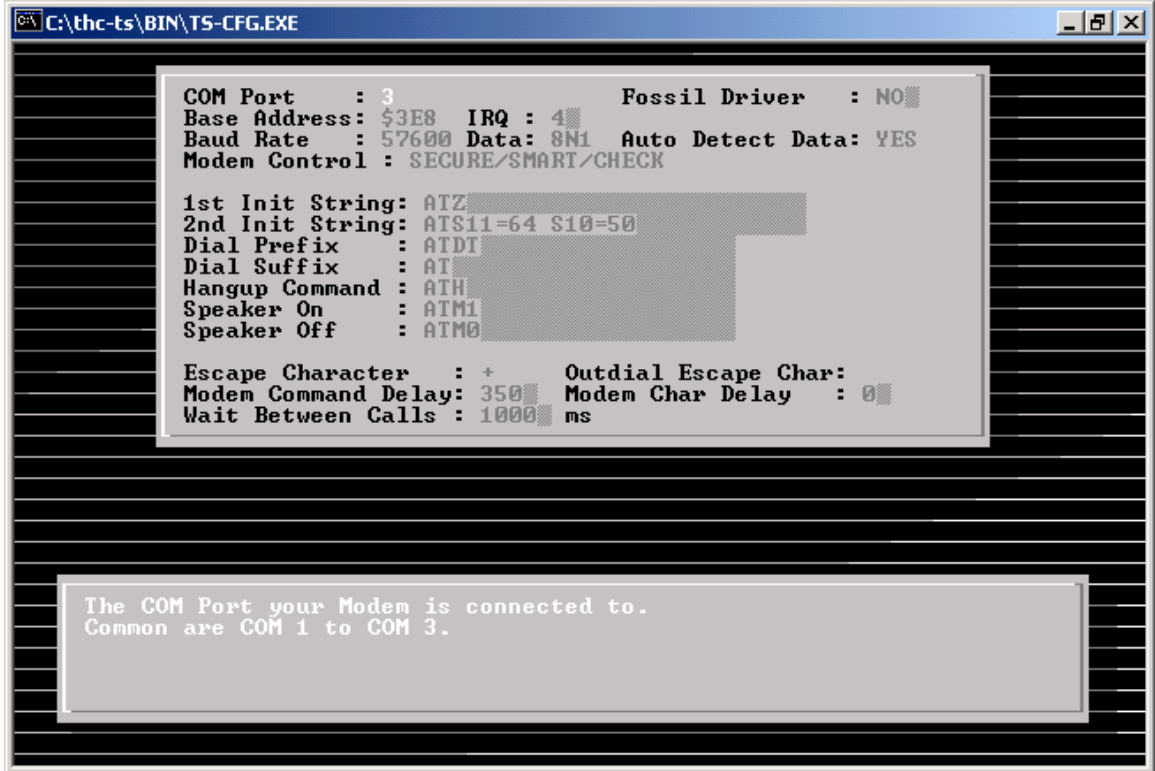 C:\thc-ts\BIN\TS-CFG.EXE
COM Port    : 3                Fossil Driver   : NO
Base Address: $3E8  IRQ : 4
Baud Rate   : 57600 Data: 8N1  Auto Detect Data: YES
Modem Control : SECURE/SMART/CHECK
1st Init String: ATZ
2nd Init String: ATS11=64 S10=50
Dial Prefix    : ATDT
Dial Suffix    : AT
Hangup Command : ATH
Speaker On     : ATM1
Speaker Off    : ATM0
Escape Character   : +     Outdial Escape Char:
Modem Command Delay: 350   Modem Char Delay   : 0
Wait Between Calls : 1000  ms
The COM Port your Modem is connected to.
Common are COM 1 to COM 3.